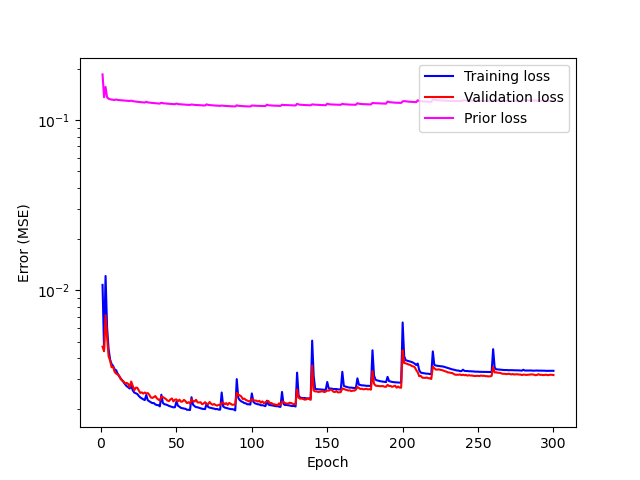 Training loss
Validation loss
Prior loss
10⁻¹
10⁻²
Error (MSE)
0 50 100 150 200 250 300
Epoch